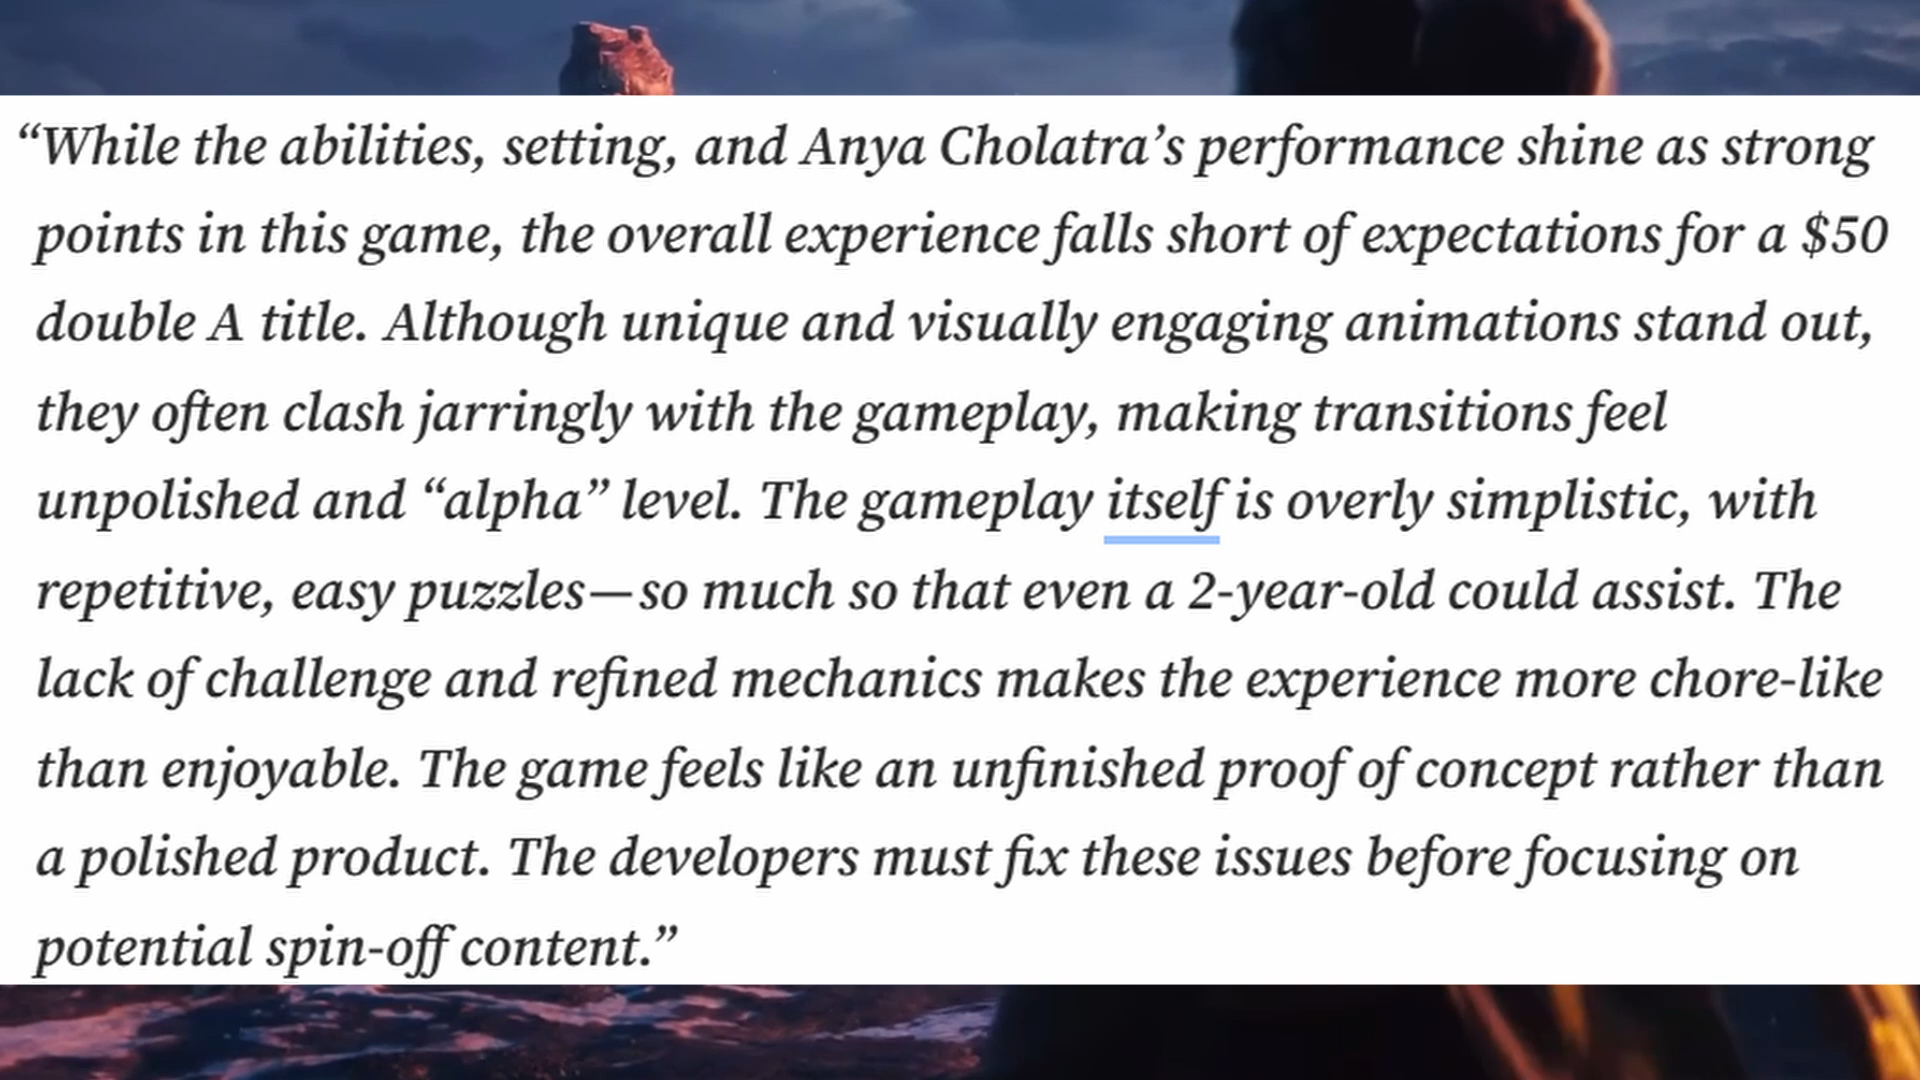 “While the abilities, setting, and Anya Cholatra’s performance shine as strong
points in this game, the overall experience falls short of expectations for a $50
double A title. Although unique and visually engaging animations stand out,
they often clash jarringly with the gameplay, making transitions feel
unpolished and “alpha” level. The gameplay itself is overly simplistic, with
repetitive, easy puzzles—so much so that even a 2-year-old could assist. The
lack of challenge and refined mechanics makes the experience more chore-like
than enjoyable. The game feels like an unfinished proof of concept rather than
a polished product. The developers must fix these issues before focusing on
potential spin-off content.”